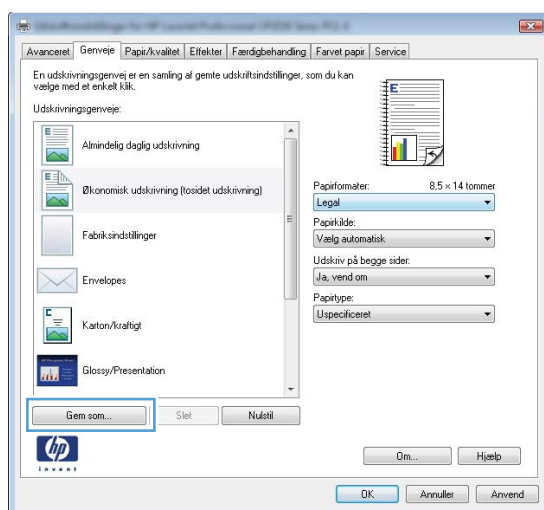 Avanceret Genveje Papir/kvalitet Effekter Færdigbehandling Farvet papir Service
En udskrivningsgenvej er en samling af gemte udskriftsindstillinger, som du kan
vælge med et enkelt klik.
Udskrivningsgenveje:
Almindelig daglig udskrivning
Økonomisk udskrivning (tosidet udskrivning)
Fabriksindstillinger
Envelopes
Karton/kraftigt
Glossy/Presentation
Gem som... Slet Nulstil
Papirformater: 8,5 × 14 tommer
Legal
Papirkilde:
Vælg automatisk
Udskriv på begge sider:
Ja, vend om
Papirtype:
Uspecificeret
hp
invent
Om... Hjælp
OK Annuller Anvend